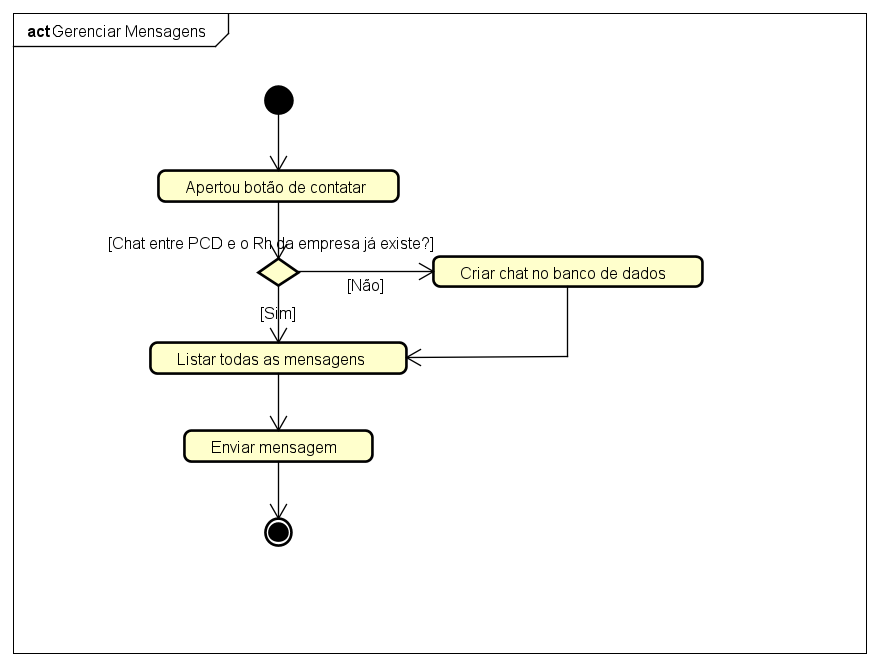 act Gerenciar Mensagens
Apertou botão de contatar
[Chat entre PCD e o Rh da empresa já existe?]
Criar chat no banco de dados
[Não]
[Sim]
Listar todas as mensagens
Enviar mensagem